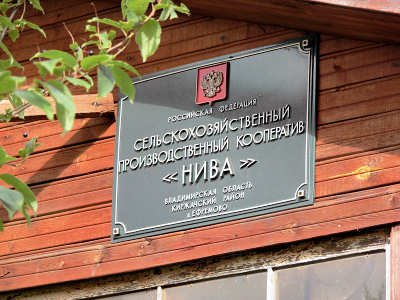 РОССИЙСКАЯ ФЕДЕРАЦИЯ
СЕЛЬСКОХОЗЯЙСТВЕННЫЙ
ПРОИЗВОДСТВЕННЫЙ КООПЕРАТИВ
«НИВА»
ВЛАДИМИРСКАЯ ОБЛАСТЬ
КИРЖАЧСКИЙ РАЙОН
д.ЕФРЕМОВО